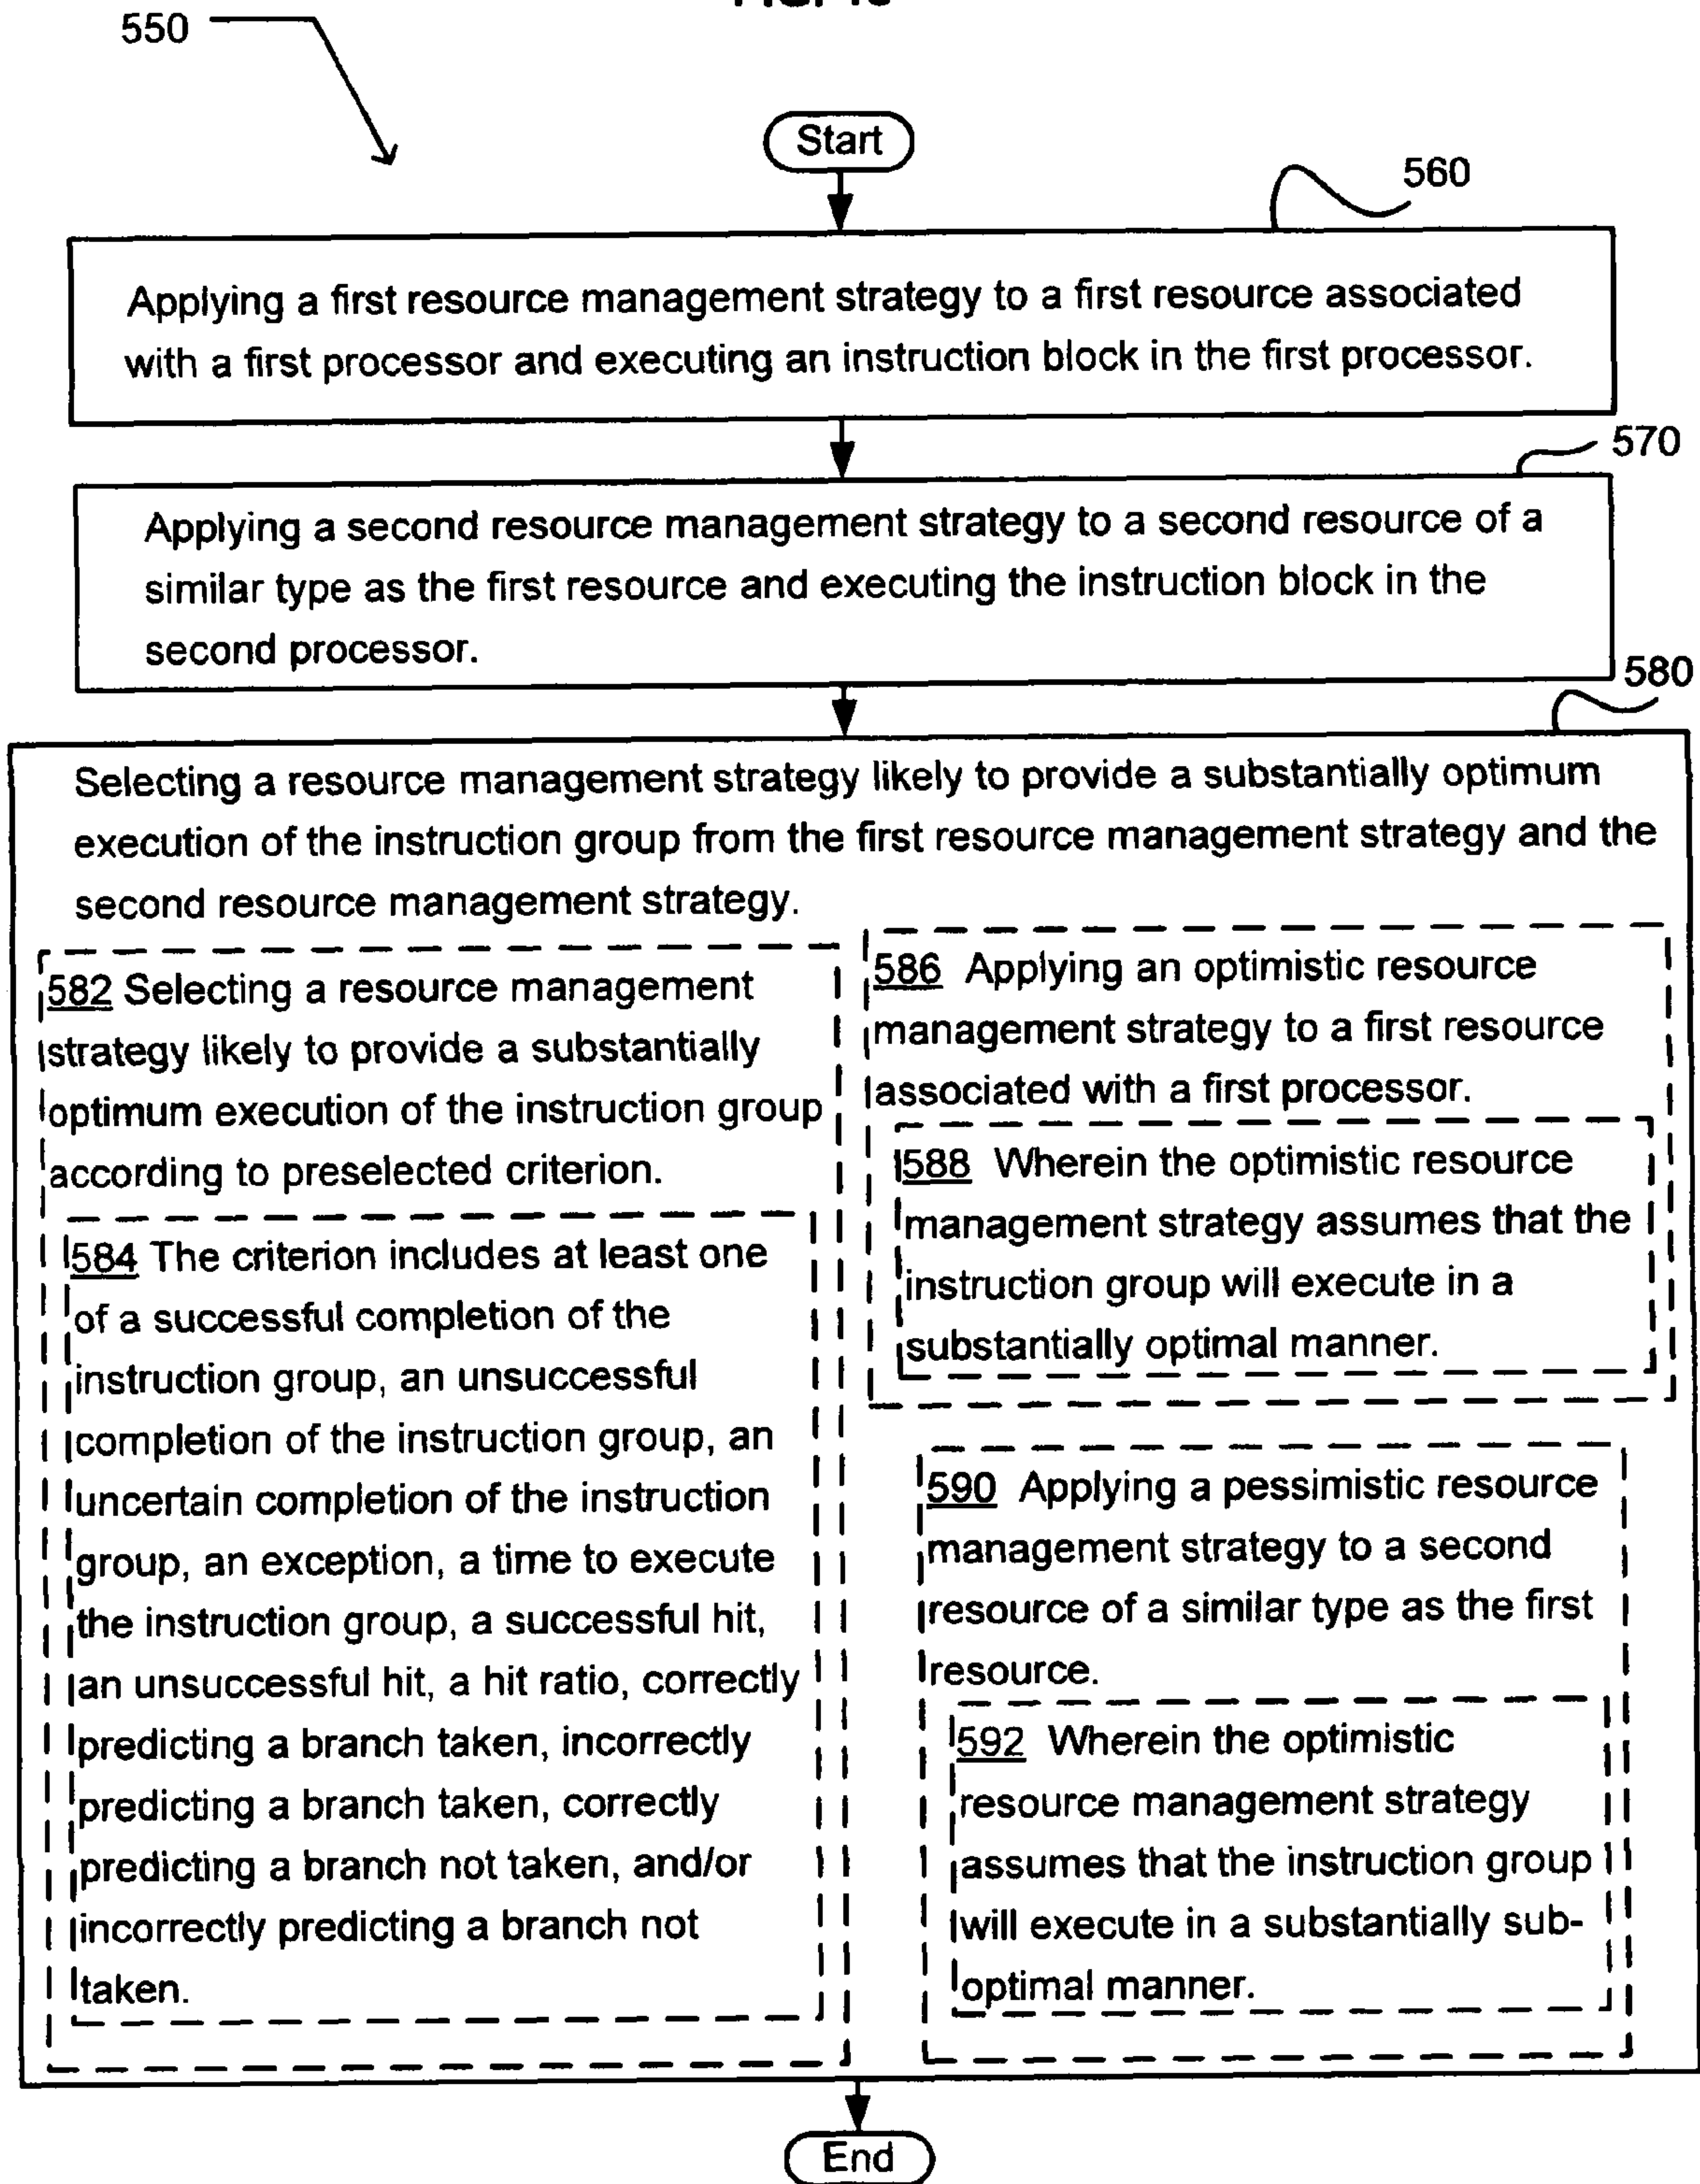 550
Start
560
Applying a first resource management strategy to a first resource associated
with a first processor and executing an instruction block in the first processor.
570
Applying a second resource management strategy to a second resource of a
similar type as the first resource and executing the instruction block in the
second processor.
580
Selecting a resource management strategy likely to provide a substantially optimum
execution of the instruction group from the first resource management strategy and the
second resource management strategy.
582 Selecting a resource management
strategy likely to provide a substantially
optimum execution of the instruction group
according to preselected criterion.
584 The criterion includes at least one
of a successful completion of the
instruction group, an unsuccessful
completion of the instruction group, an
uncertain completion of the instruction
group, an exception, a time to execute
the instruction group, a successful hit,
an unsuccessful hit, a hit ratio, correctly
predicting a branch taken, incorrectly
predicting a branch taken, correctly
predicting a branch not taken, and/or
incorrectly predicting a branch not
taken.
586 Applying an optimistic resource
management strategy to a first resource
associated with a first processor.
588 Wherein the optimistic resource
management strategy assumes that the
instruction group will execute in a
substantially optimal manner.
590 Applying a pessimistic resource
management strategy to a second
resource of a similar type as the first
resource.
592 Wherein the optimistic
resource management strategy
assumes that the instruction group
will execute in a substantially sub-
optimal manner.
End